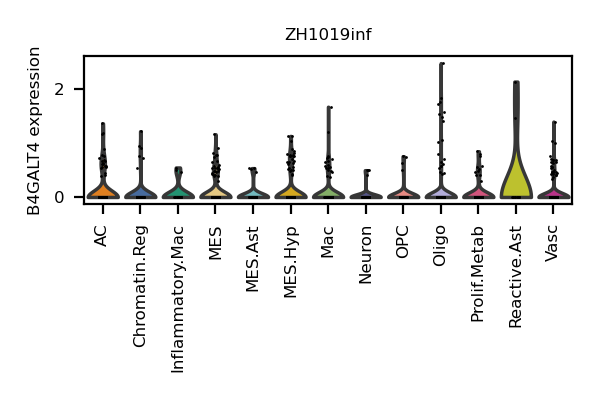 ZH1019inf
B4GALT4 expression
2
0
AC
Chromatin.Reg
Inflammatory.Mac
MES
MES.Ast
MES.Hyp
Mac
Neuron
OPC
Oligo
Prolif.Metab
Reactive.Ast
Vasc